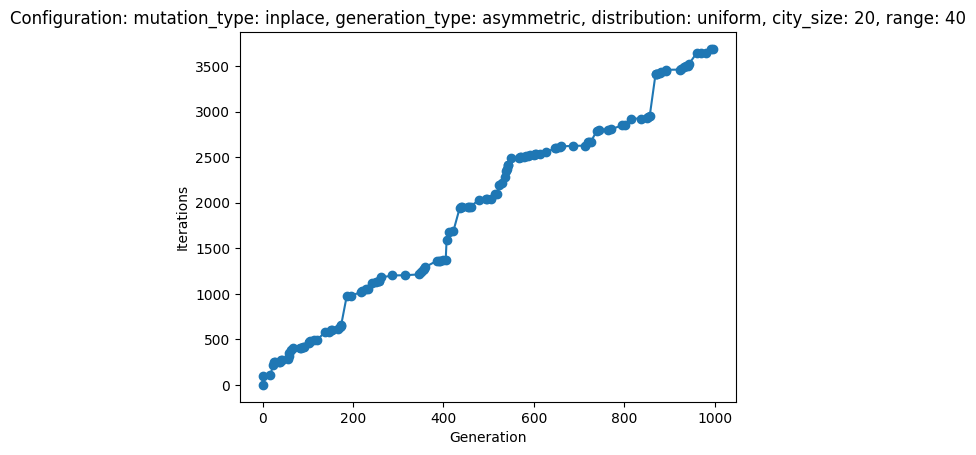 Configuration: mutation_type: inplace, generation_type: asymmetric, distribution: uniform, city_size: 20, range: 40
3500
3000
2500
2000
1500
1000
500
0
Iterations
0 200 400 600 800 1000
Generation